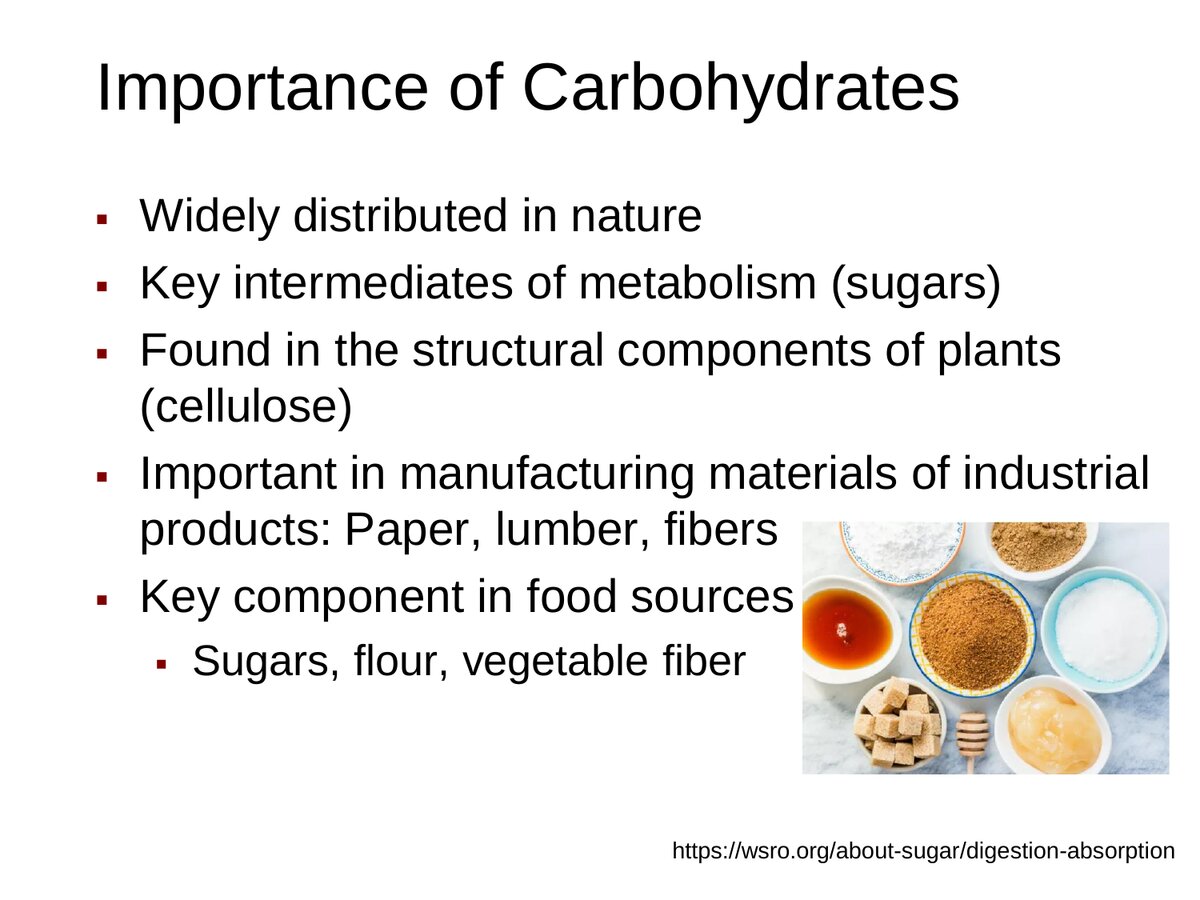 Importance of Carbohydrates
▪ Widely distributed in nature
▪ Key intermediates of metabolism (sugars)
▪ Found in the structural components of plants
(cellulose)
▪ Important in manufacturing materials of industrial
products: Paper, lumber, fibers
▪ Key component in food sources
▪ Sugars, flour, vegetable fiber
https://wsro.org/about-sugar/digestion-absorption